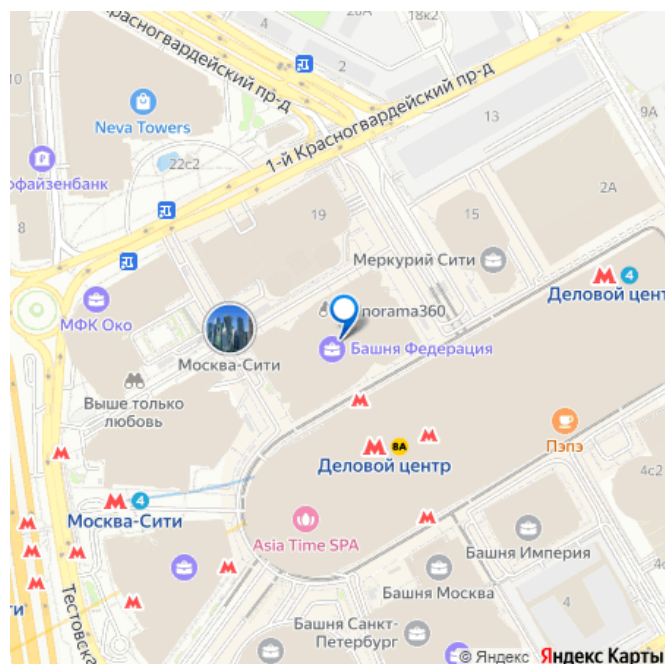 Красногвардейский пр-д
4
18к2
2
10
Neva Towers
1-й Красногвардейский пр-д
13
9А
22с2
офайзенбанк
2А
8
19
15
Меркурий Сити
4
Деловой цент
МФК Око
norama360
Башня Федерация
Москва-Сити
Выше только
любовь
8А
Деловой центр
Пэпэ
4
Москва-Сити
4с2
Asia Time SPA
Башня Империя
Башня Москва
4
Тестовска
Башня Санкт-
Петербург
© Яндекс Яндекс Карты